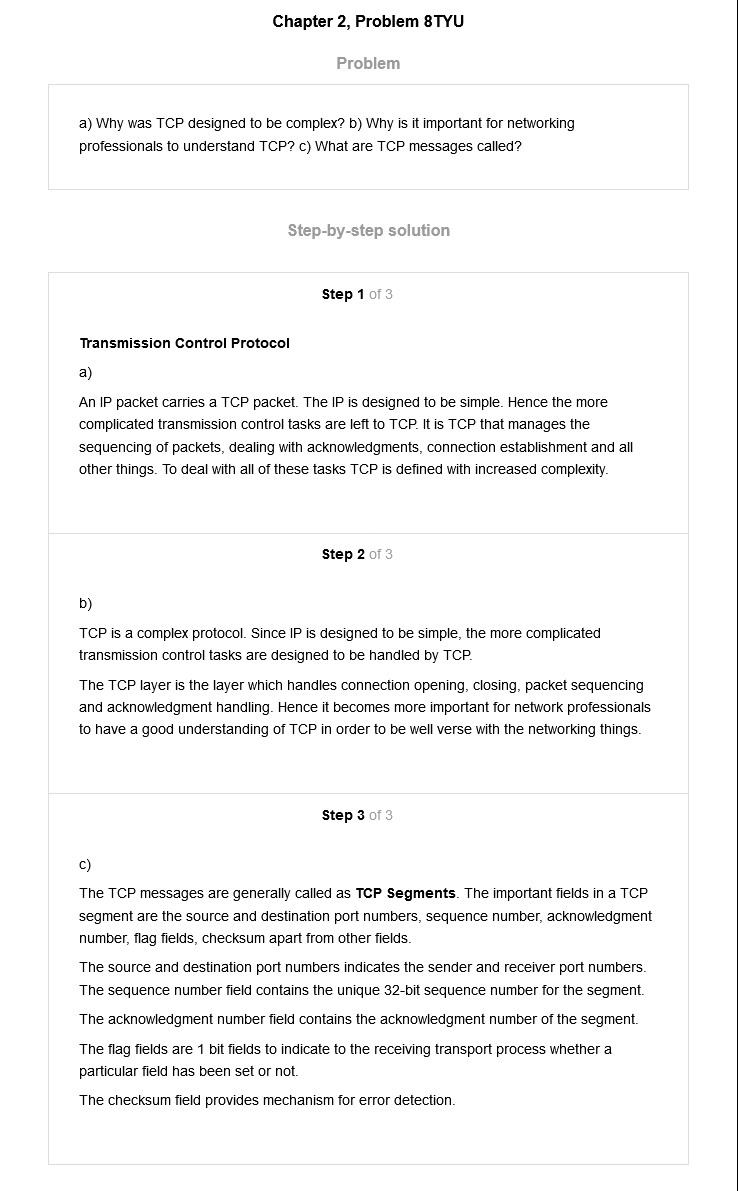 Chapter 2, Problem 8TYU
Problem
a) Why was TCP designed to be complex? b) Why is it important for networking
professionals to understand TCP? c) What are TCP messages called?
Step-by-step solution
Step 1 of 3
Transmission Control Protocol
a)
An IP packet carries a TCP packet. The IP is designed to be simple. Hence the more
complicated transmission control tasks are left to TCP. It is TCP that manages the
sequencing of packets, dealing with acknowledgments, connection establishment and all
other things. To deal with all of these tasks TCP is defined with increased complexity.
Step 2 of 3
b)
TCP is a complex protocol. Since IP is designed to be simple, the more complicated
transmission control tasks are designed to be handled by TCP.
The TCP layer is the layer which handles connection opening, closing, packet sequencing
and acknowledgment handling. Hence it becomes more important for network professionals
to have a good understanding of TCP in order to be well verse with the networking things.
Step 3 of 3
c)
The TCP messages are generally called as TCP Segments. The important fields in a TCP
segment are the source and destination port numbers, sequence number, acknowledgment
number, flag fields, checksum apart from other fields.
The source and destination port numbers indicates the sender and receiver port numbers.
The sequence number field contains the unique 32-bit sequence number for the segment.
The acknowledgment number field contains the acknowledgment number of the segment.
The flag fields are 1 bit fields to indicate to the receiving transport process whether a
particular field has been set or not.
The checksum field provides mechanism for error detection.